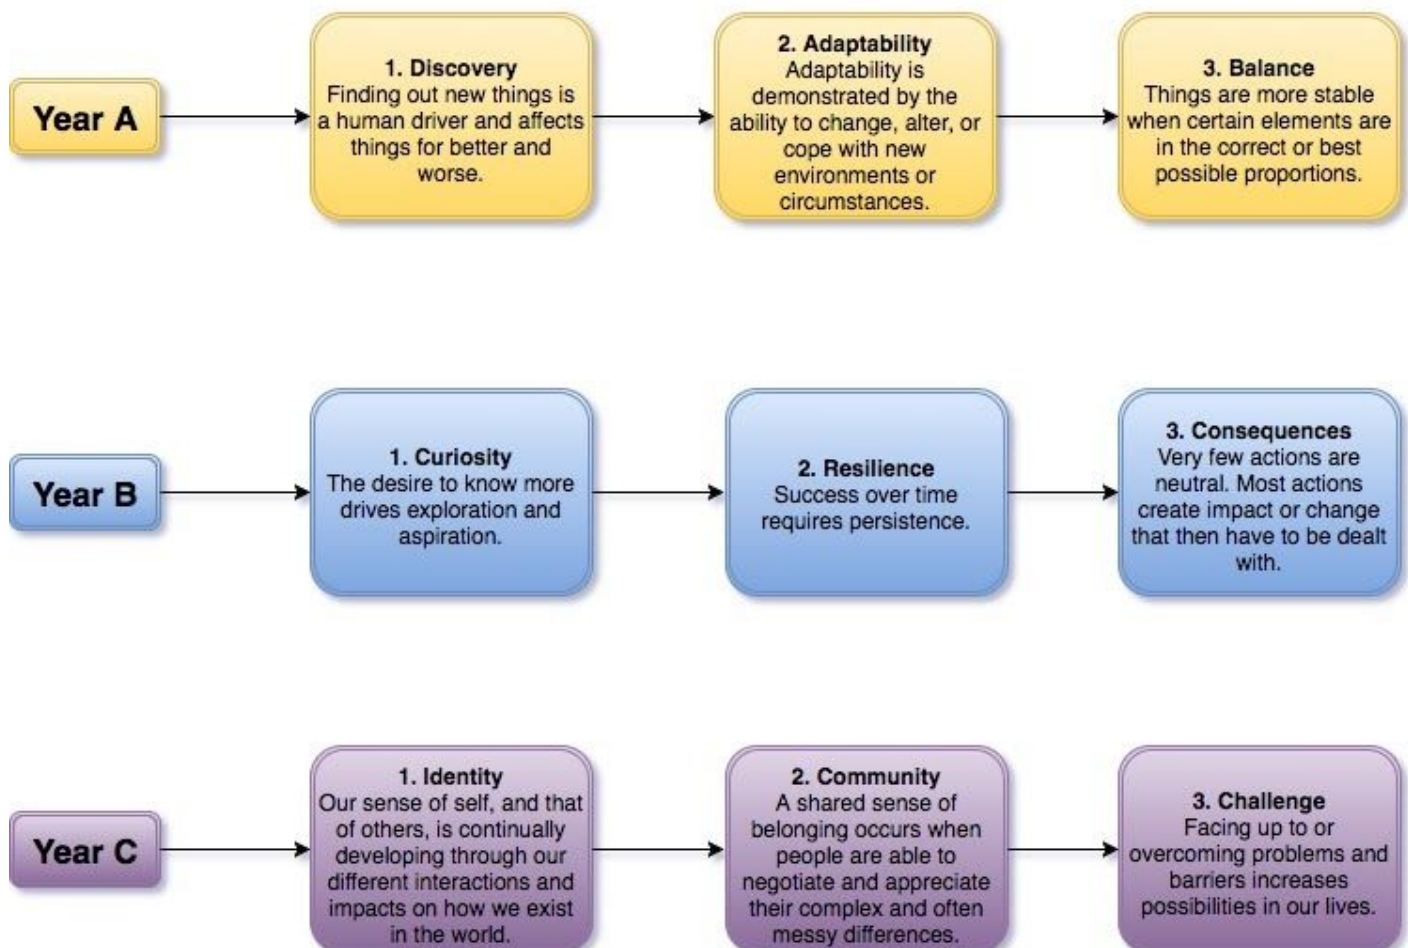 Year A
1. Discovery
Finding out new things is
a human driver and affects
things for better and
worse.
2. Adaptability
Adaptability is
demonstrated by the
ability to change, alter, or
cope with new
environments or
circumstances.
3. Balance
Things are more stable
when certain elements are
in the correct or best
possible proportions.
Year B
1. Curiosity
The desire to know more
drives exploration and
aspiration.
2. Resilience
Success over time
requires persistence.
3. Consequences
Very few actions are
neutral. Most actions
create impact or change
that then have to be dealt
with.
Year C
1. Identity
Our sense of self, and that
of others, is continually
developing through our
different interactions and
impacts on how we exist
in the world.
2. Community
A shared sense of
belonging occurs when
people are able to
negotiate and appreciate
their complex and often
messy differences.
3. Challenge
Facing up to or
overcoming problems and
barriers increases
possibilities in our lives.